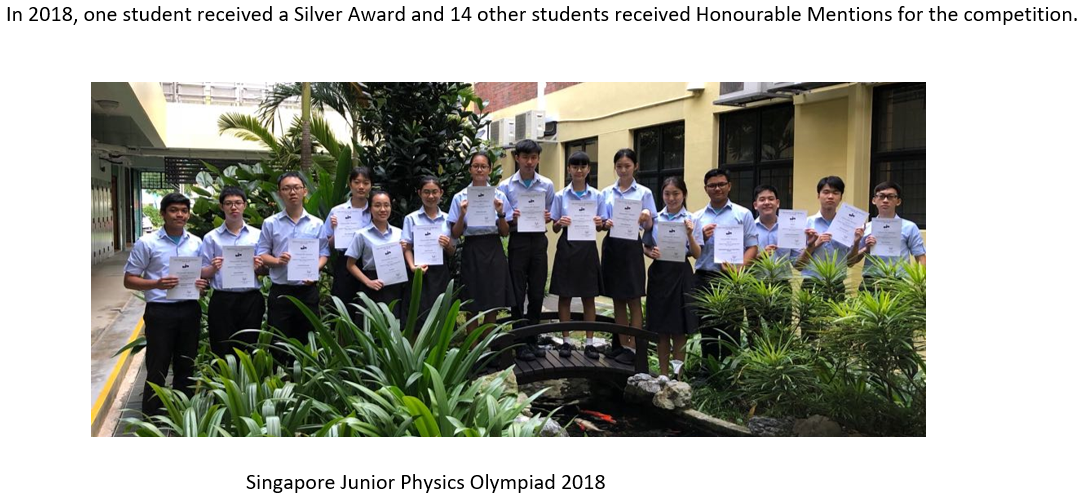 In 2018, one student received a Silver Award and 14 other students received Honourable Mentions for the competition.
Singapore Junior Physics Olympiad 2018